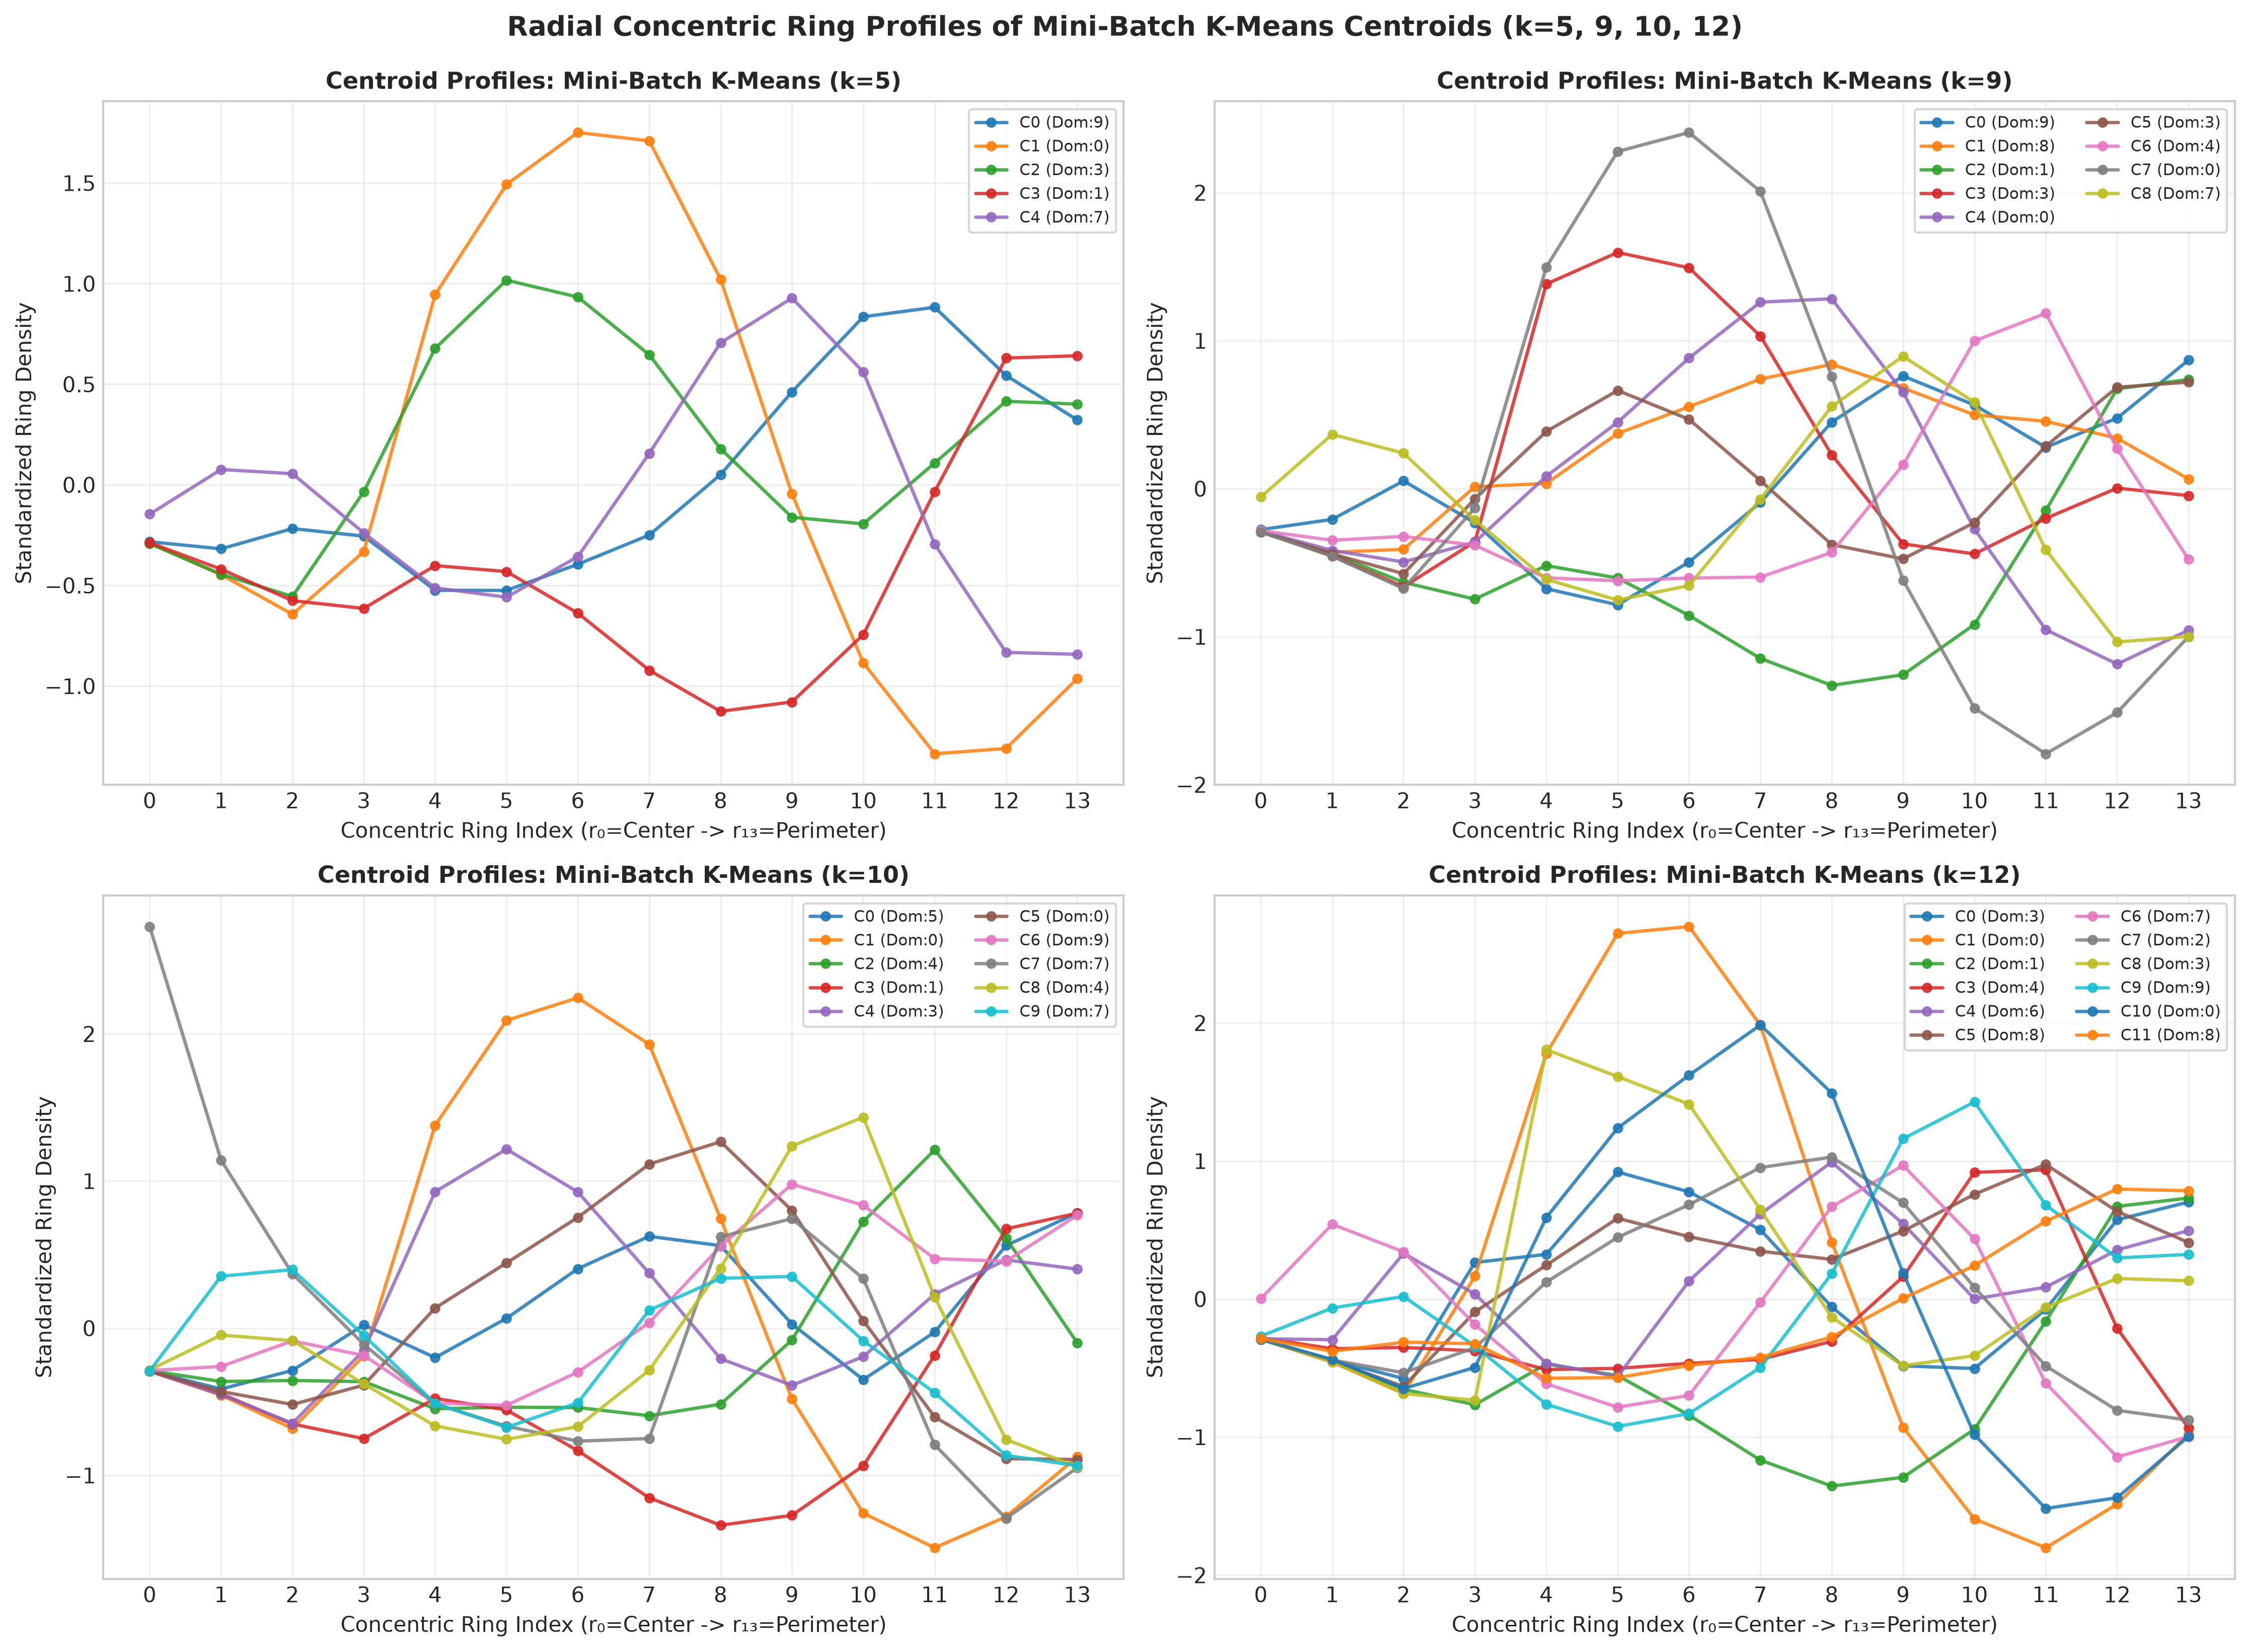 Radial Concentric Ring Profiles of Mini-Batch K-Means Centroids (k=5, 9, 10, 12)
Centroid Profiles: Mini-Batch K-Means (k=5)
C0 (Dom:9)
C1 (Dom:0)
C2 (Dom:3)
C3 (Dom:1)
C4 (Dom:7)
Standardized Ring Density
1.5
1.0
0.5
0.0
−0.5
−1.0
0 1 2 3 4 5 6 7 8 9 10 11 12 13
Concentric Ring Index (r₀=Center -> r₁₃=Perimeter)
Centroid Profiles: Mini-Batch K-Means (k=9)
C0 (Dom:9) C5 (Dom:3)
C1 (Dom:8) C6 (Dom:4)
C2 (Dom:1) C7 (Dom:0)
C3 (Dom:3) C8 (Dom:7)
C4 (Dom:0)
Standardized Ring Density
2
1
0
−1
−2
0 1 2 3 4 5 6 7 8 9 10 11 12 13
Concentric Ring Index (r₀=Center -> r₁₃=Perimeter)
Centroid Profiles: Mini-Batch K-Means (k=10)
C0 (Dom:5) C5 (Dom:0)
C1 (Dom:0) C6 (Dom:9)
C2 (Dom:4) C7 (Dom:7)
C3 (Dom:1) C8 (Dom:4)
C4 (Dom:3) C9 (Dom:7)
Standardized Ring Density
2
1
0
−1
0 1 2 3 4 5 6 7 8 9 10 11 12 13
Concentric Ring Index (r₀=Center -> r₁₃=Perimeter)
Centroid Profiles: Mini-Batch K-Means (k=12)
C0 (Dom:3) C6 (Dom:7)
C1 (Dom:0) C7 (Dom:2)
C2 (Dom:1) C8 (Dom:3)
C3 (Dom:4) C9 (Dom:9)
C4 (Dom:6) C10 (Dom:0)
C5 (Dom:8) C11 (Dom:8)
Standardized Ring Density
2
1
0
−1
−2
0 1 2 3 4 5 6 7 8 9 10 11 12 13
Concentric Ring Index (r₀=Center -> r₁₃=Perimeter)